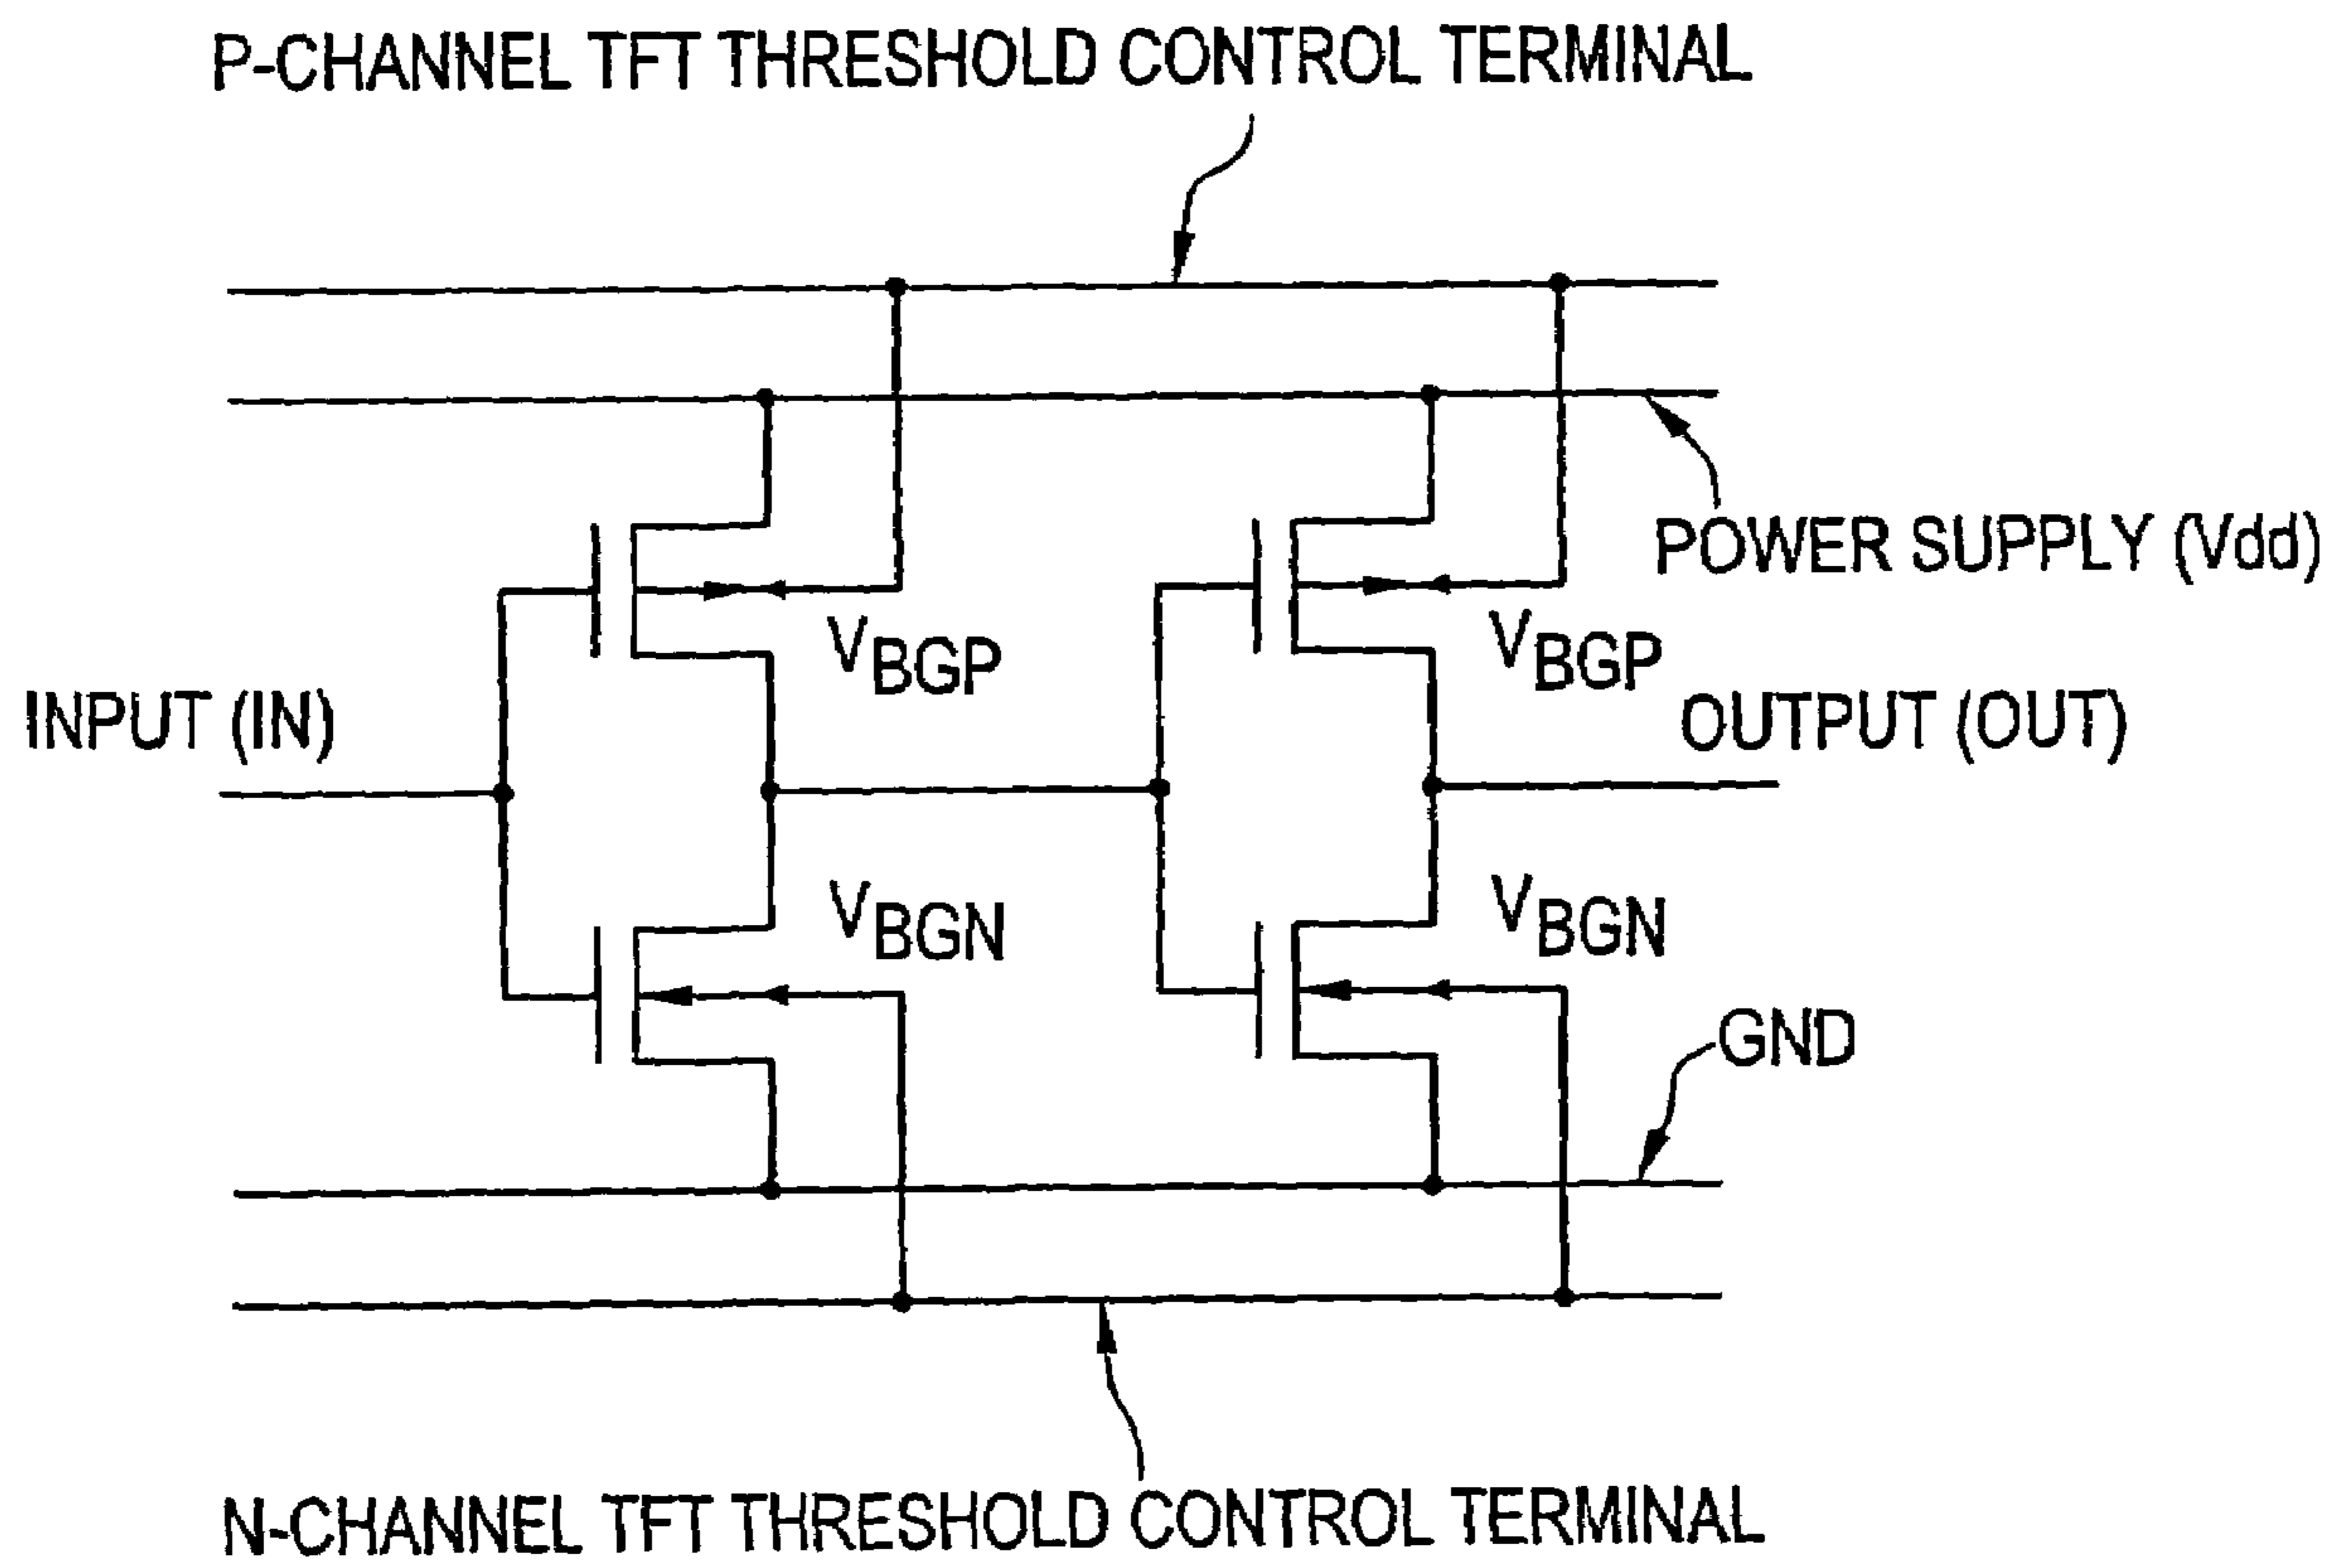 P-CHANNEL TFT THRESHOLD CONTROL TERMINAL
POWER SUPPLY (Vdd)
VBGP
VBGP
INPUT (IN)
OUTPUT (OUT)
VBGN
VBGN
GND
N-CHANNEL TFT THRESHOLD CONTROL TERMINAL